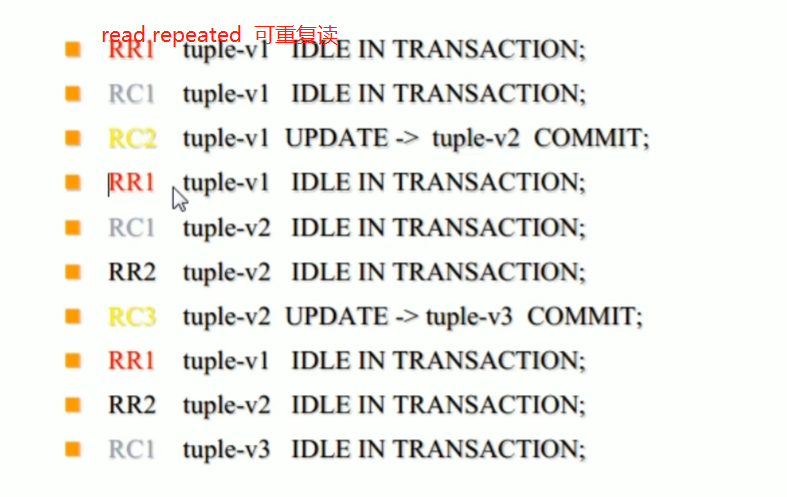 read repeated 可重复读
RR1 tuple-v1 IDLE IN TRANSACTION;
RC1 tuple-v1 IDLE IN TRANSACTION;
RC2 tuple-v1 UPDATE -> tuple-v2 COMMIT;
RR1 tuple-v1 IDLE IN TRANSACTION;
RC1 tuple-v2 IDLE IN TRANSACTION;
RR2 tuple-v2 IDLE IN TRANSACTION;
RC3 tuple-v2 UPDATE -> tuple-v3 COMMIT;
RR1 tuple-v1 IDLE IN TRANSACTION;
RR2 tuple-v2 IDLE IN TRANSACTION;
RC1 tuple-v3 IDLE IN TRANSACTION;